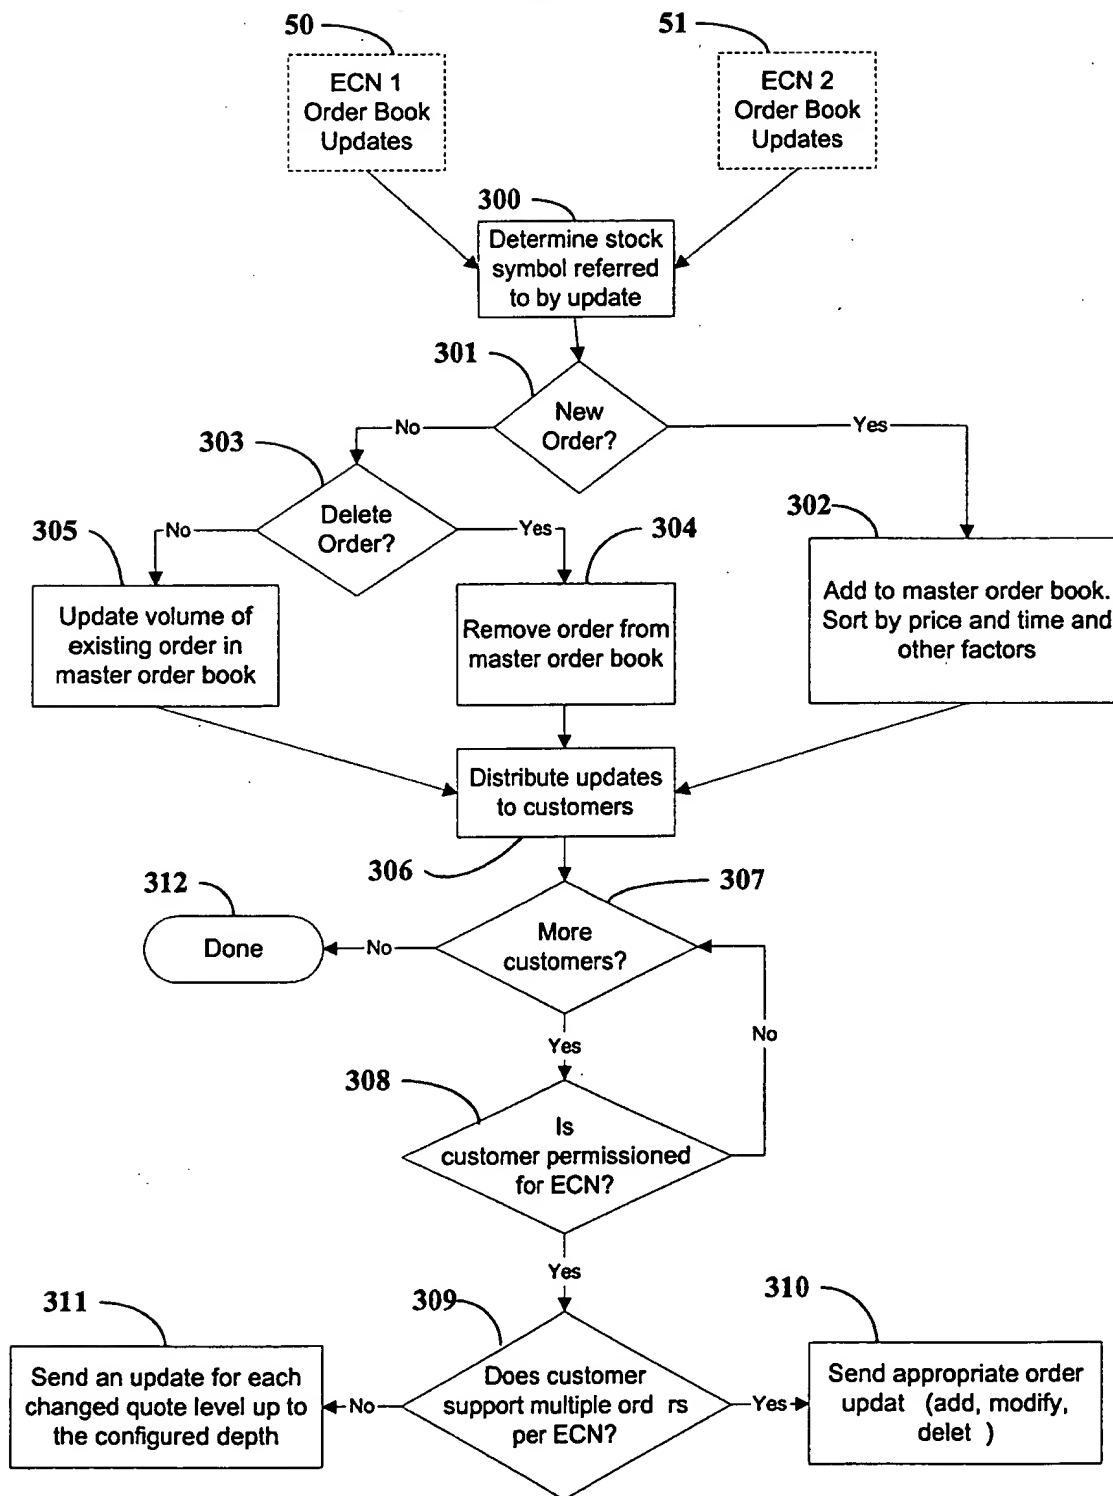 50
51
ECN 1
Order Book
Updates
ECN 2
Order Book
Updates
300
Determine stock
symbol referred
to by update
301
New
Order?
No
Yes
303
Delete
Order?
No
Yes
305
304
302
Update volume of
existing order in
master order book
Remove order from
master order book
Add to master order book.
Sort by price and time and
other factors
Distribute updates
to customers
306
307
312
Done
No
More
customers?
Yes
No
308
Is
customer permissioned
for ECN?
Yes
311
309
310
Send an update for each
changed quote level up to
the configured depth
No
Does customer
support multiple ord rs
per ECN?
Yes
Send appropriate order
updat (add, modify,
delet )